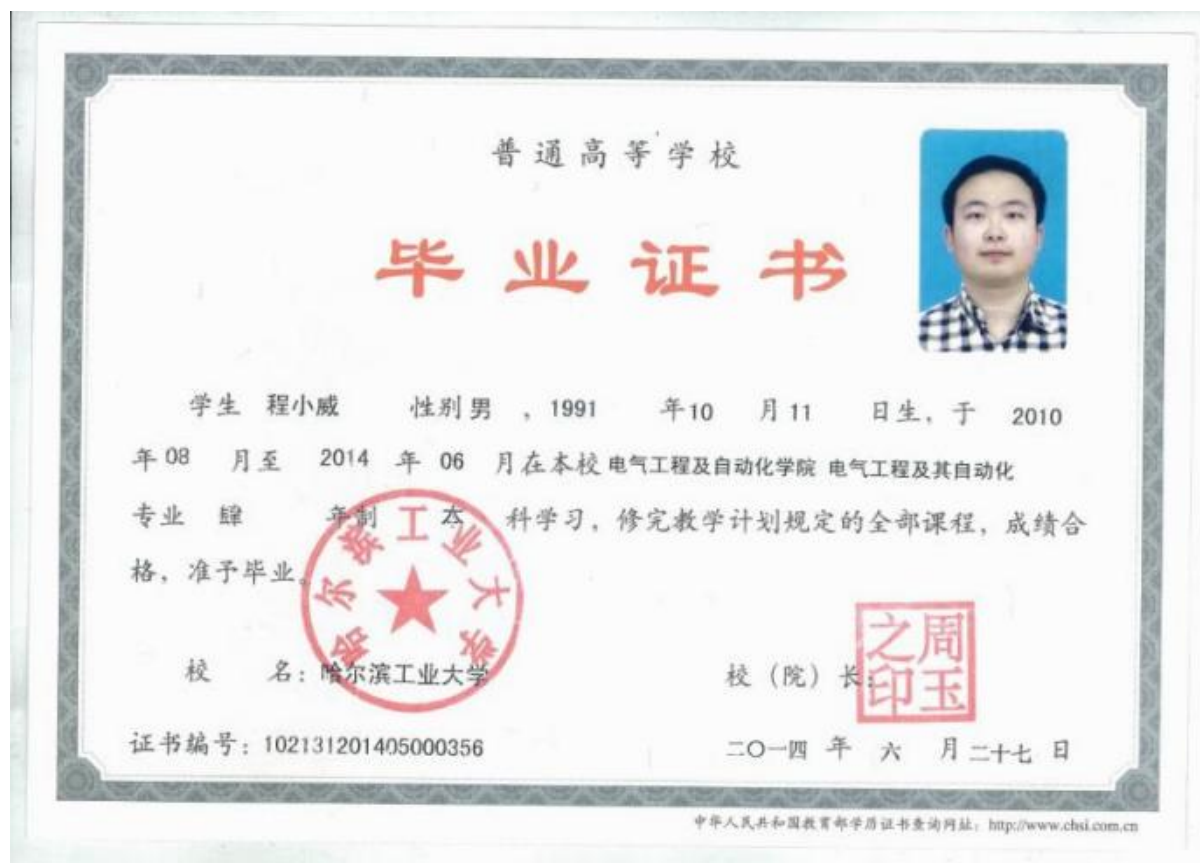 普通高等学校
毕业证书
学生 程小威 性别 男 ，1991 年10 月11 日生，于 2010
年08 月至 2014 年 06 月在本校 电气工程及自动化学院 电气工程及其自动化
专业 肆 年制 本 科学习，修完教学计划规定的全部课程，成绩合
格，准予毕业。
哈尔滨工业大学
校 名：哈尔滨工业大学
校（院）长：
周玉之印
证书编号：102131201405000356
二〇一四 年 六 月 二十七 日
中华人民共和国教育部学历证书查询网址：http://www.chsi.com.cn